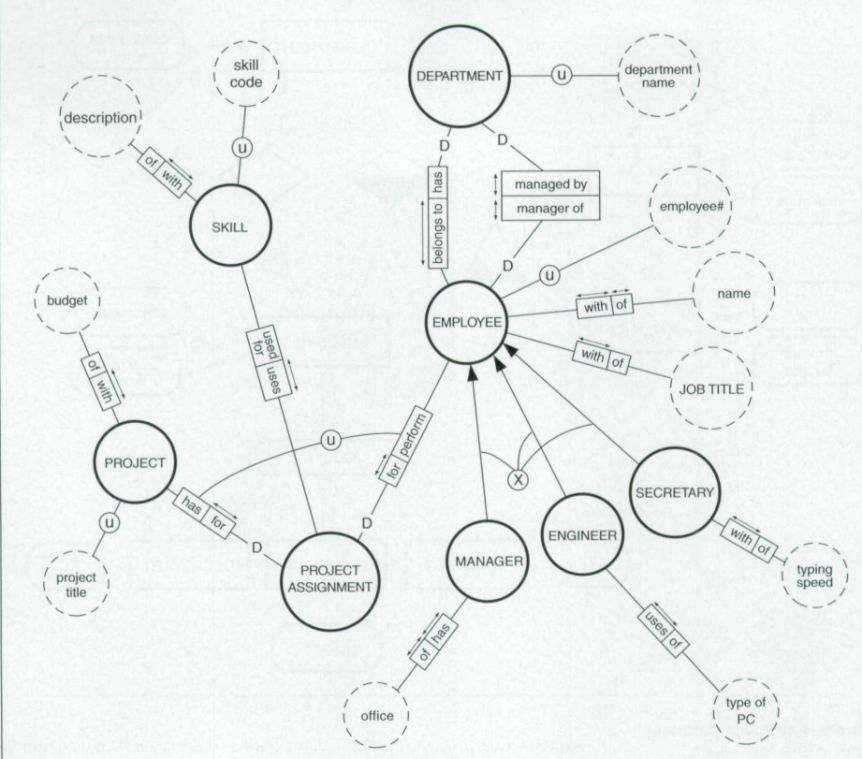 skill
code
DEPARTMENT
u
department
name
description
of with
u
D
D
has
belongs to
managed by
manager of
employee#
SKILL
D
u
budget
name
EMPLOYEE
with of
used
for
uses
with of
JOB TITLE
of with
u
for perform
PROJECT
X
SECRETARY
has for
u
D
D
ENGINEER
with of
project
title
PROJECT
ASSIGNMENT
MANAGER
typing
speed
of has
uses of
office
type of
PC